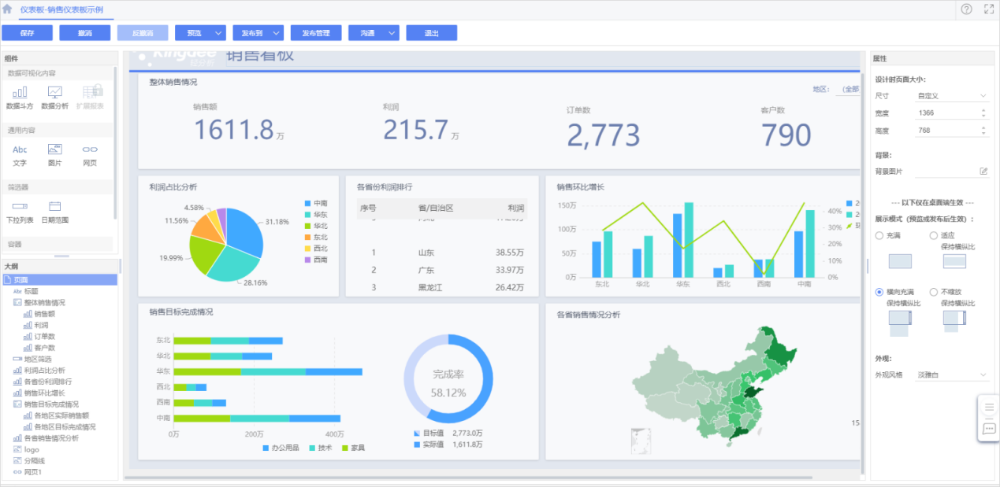 仪表板-销售仪表板示例
保存 撤消 反撤消 预览 发布到 发布管理 沟通 退出
组件
数据可视化内容
数据斗方 数据分析 扩展报表
通用内容
Abc
文字 图片 网页
筛选器
下拉列表 日期范围
容器
大纲
页面
Abc 标题
整体销售情况
销售额
利润
订单数
客户数
地区筛选
利润占比分析
各省份利润排行
销售环比增长
销售目标完成情况
各地区实际销售额
各地区目标完成情况
各省销售情况分析
logo
分隔线
网页1
Kingdee 销售看板
整体销售情况
地区： (全部
销售额 利润 订单数 客户数
1611.8万 215.7万 2,773 790
利润占比分析
4.58%
11.56%
31.18%
19.99%
28.16%
中南
华东
华北
东北
西北
西南
各省份利润排行
序号 省/自治区 利润
1 山东 38.55万
2 广东 33.97万
3 黑龙江 26.42万
销售环比增长
150万
100万
50万
0万
40%
30%
20%
10%
0%
东北 华北 华东 西北 西南 中南
销售目标完成情况
东北
华北
华东
西北
西南
中南
0万 200万 400万
办公用品 技术 家具
完成率
58.12%
目标值 2,773.0万
实际值 1,611.8万
各省销售情况分析
15
属性
设计时页面大小：
尺寸 自定义
宽度 1366
高度 768
背景：
背景图片
--- 以下仅在桌面端生效 ---
展示模式（预览或发布后生效）：
充满 适应
保持横纵比
横向充满 不缩放
保持横纵比 保持横纵比
外观：
外观风格 淡雅白